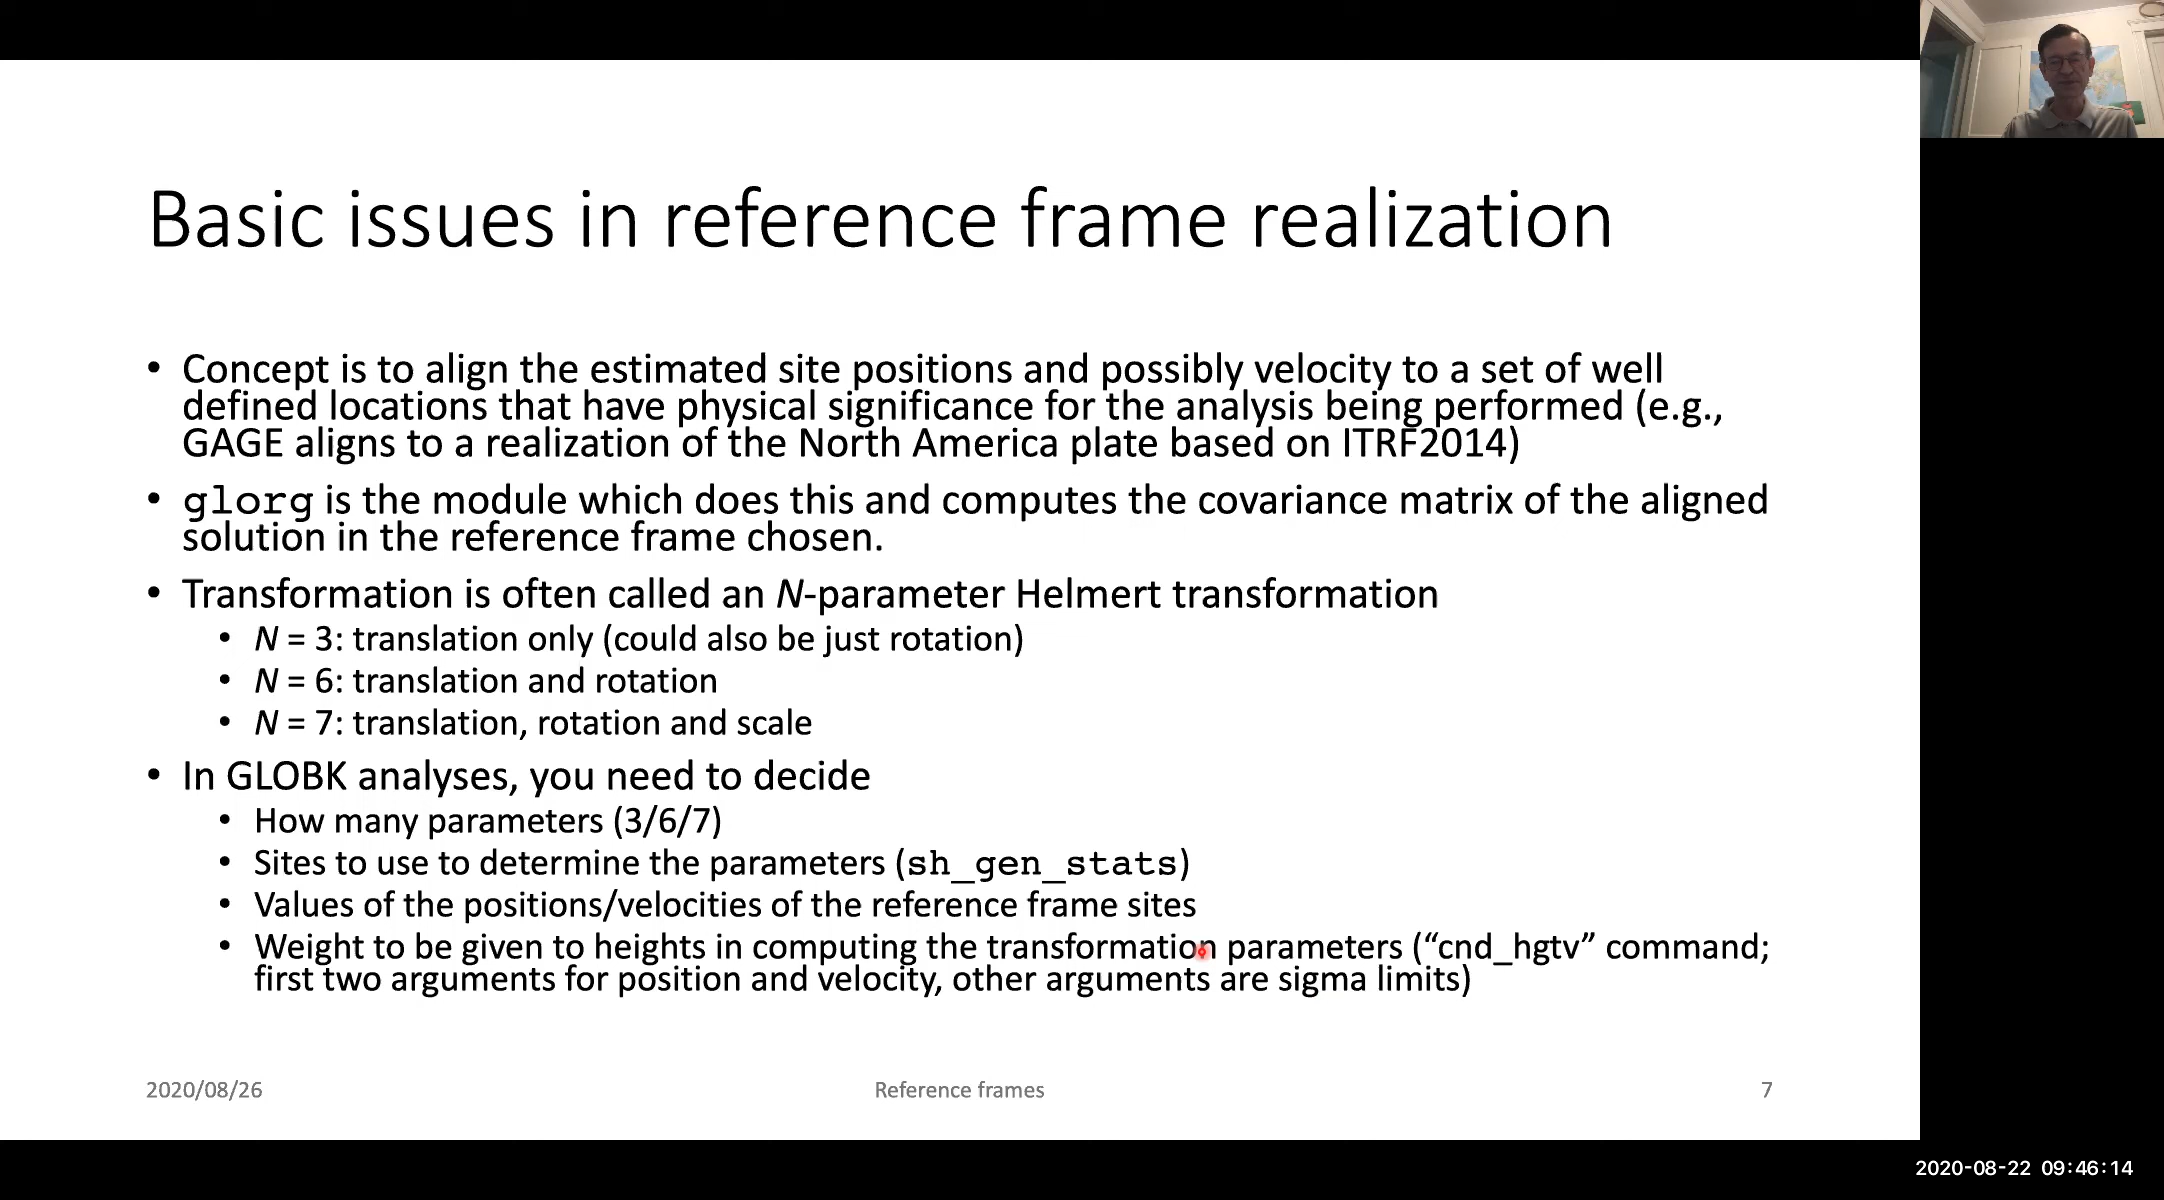 Basic issues in reference frame realization
• Concept is to align the estimated site positions and possibly velocity to a set of well
defined locations that have physical significance for the analysis being performed (e.g.,
GAGE aligns to a realization of the North America plate based on ITRF2014)
• glorg is the module which does this and computes the covariance matrix of the aligned
solution in the reference frame chosen.
• Transformation is often called an N-parameter Helmert transformation
• N = 3: translation only (could also be just rotation)
• N = 6: translation and rotation
• N = 7: translation, rotation and scale
• In GLOBK analyses, you need to decide
• How many parameters (3/6/7)
• Sites to use to determine the parameters (sh_gen_stats)
• Values of the positions/velocities of the reference frame sites
• Weight to be given to heights in computing the transformation parameters (“cnd_hgtv” command;
first two arguments for position and velocity, other arguments are sigma limits)
2020/08/26
Reference frames
7
2020-08-22 09:46:14